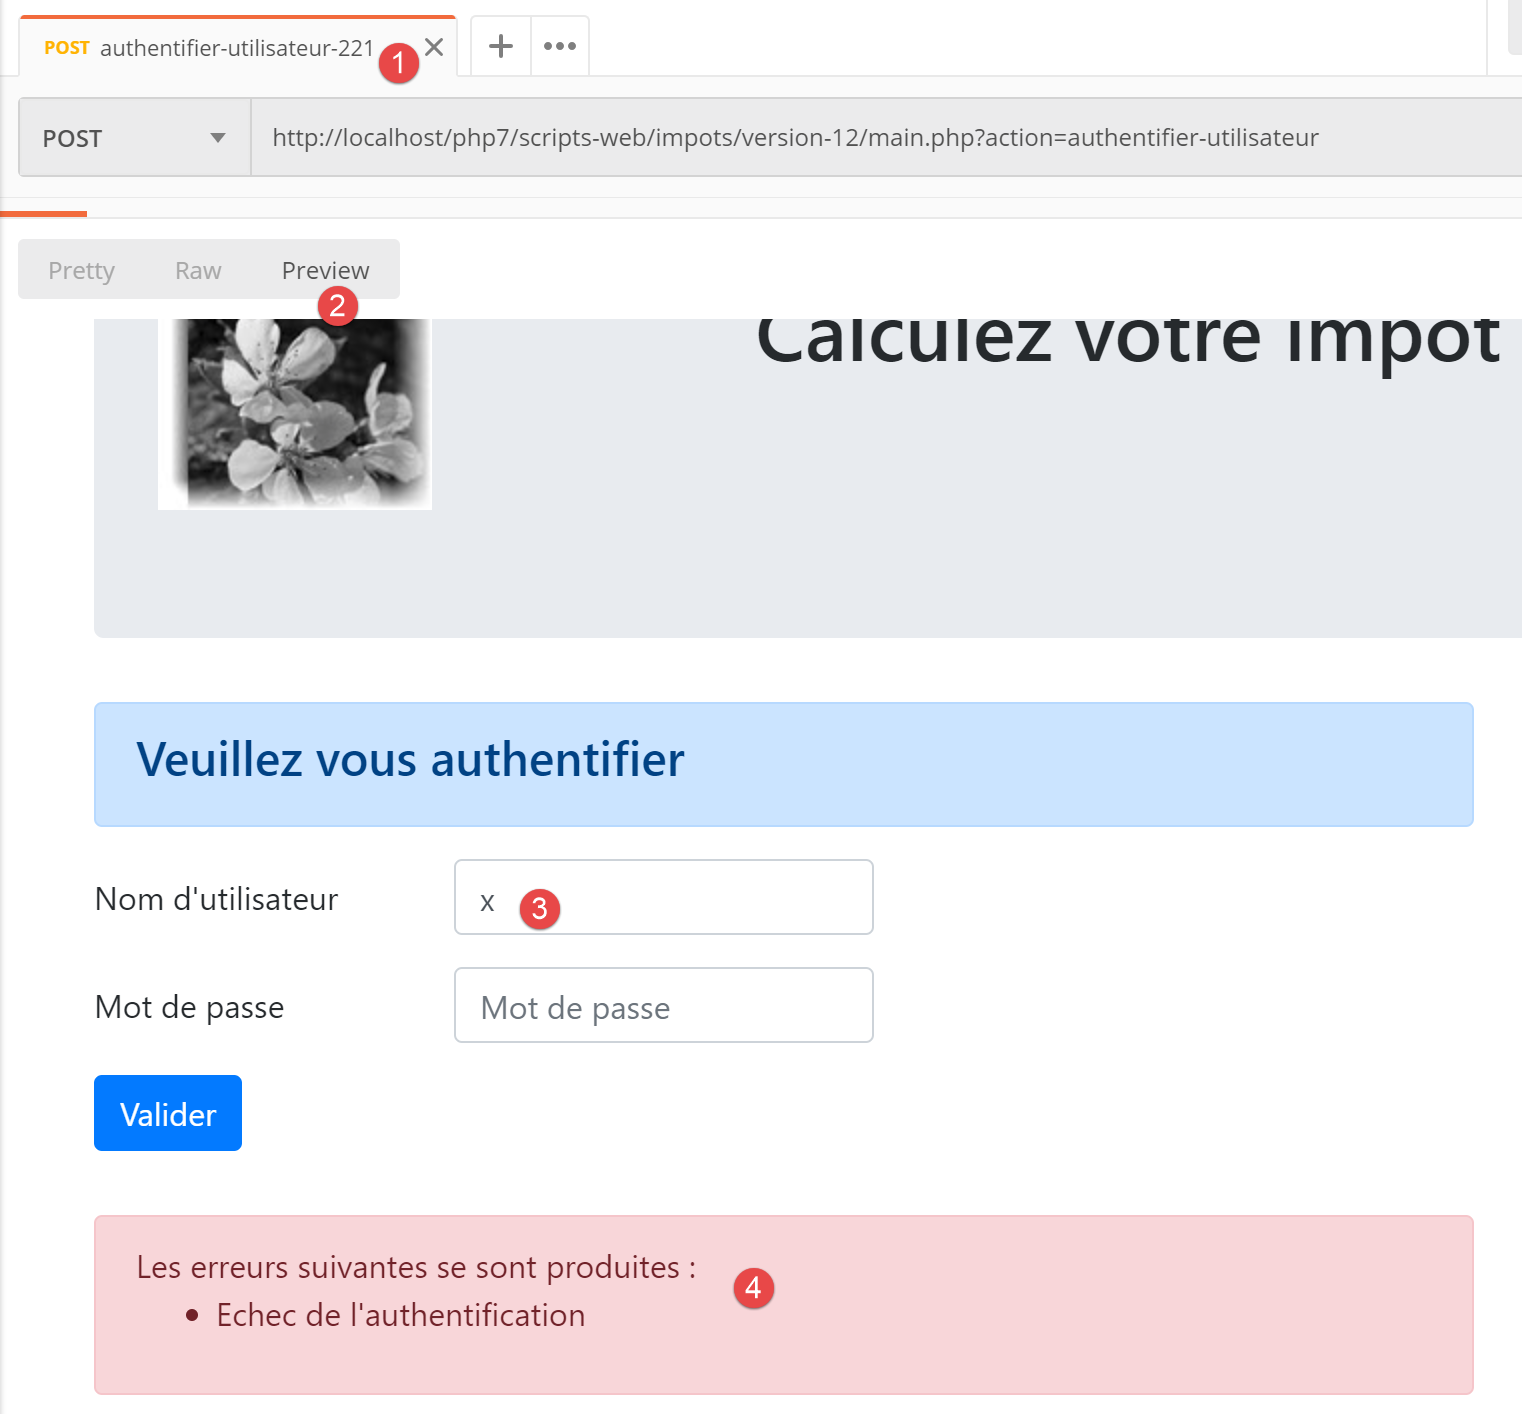 POST authentifier-utilisateur-221
1
POST http://localhost/php7/scripts-web/impots/version-12/main.php?action=authentifier-utilisateur
Pretty Raw Preview
2
Calculez votre impôt
Veuillez vous authentifier
Nom d'utilisateur x 3
Mot de passe Mot de passe
Valider
Les erreurs suivantes se sont produites :
4
• Echec de l'authentification